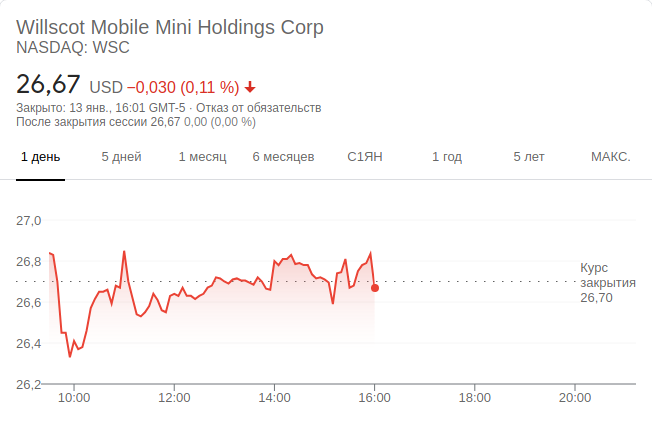 Willscot Mobile Mini Holdings Corp
NASDAQ: WSC
26,67 USD −0,030 (0,11 %)
Закрыто: 13 янв., 16:01 GMT-5 · Отказ от обязательств
После закрытия сессии 26,67 0,00 (0,00 %)
1 день 5 дней 1 месяц 6 месяцев С1ЯН 1 год 5 лет МАКС.
27,0
26,8
26,6
26,4
26,2
Курс
закрытия
26,70
10:00 12:00 14:00 16:00 18:00 20:00